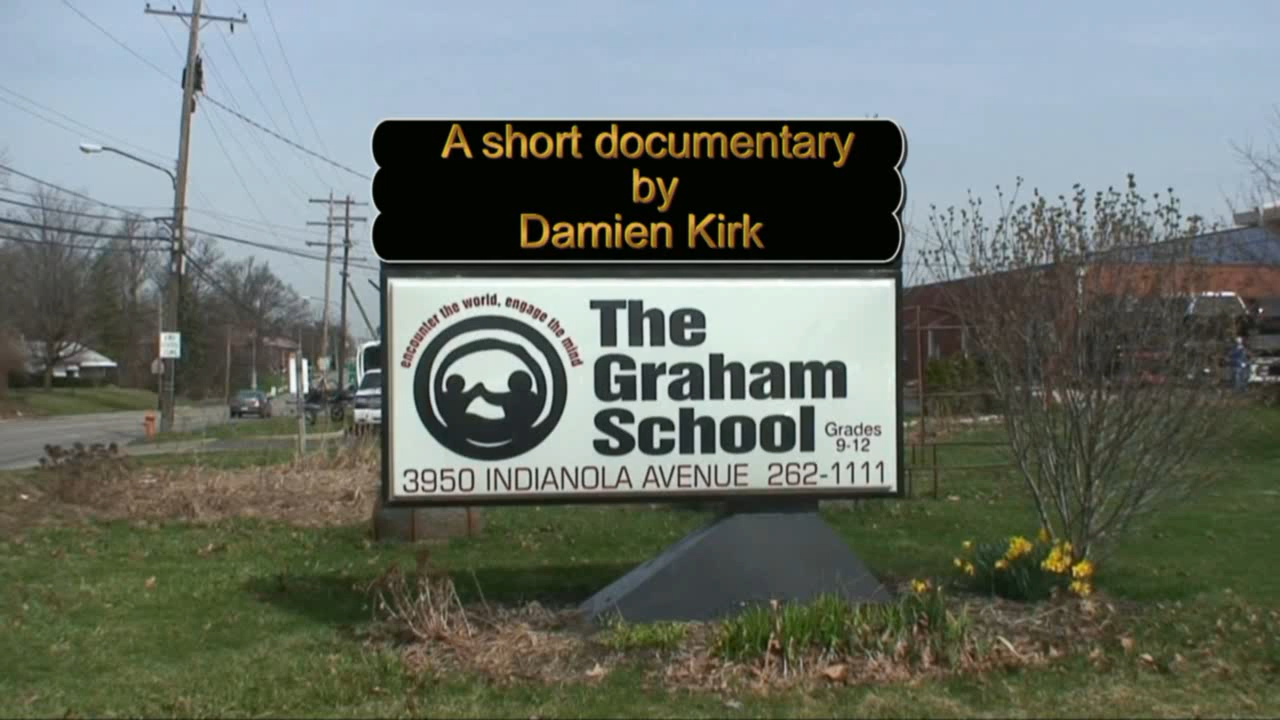 A short documentary
by
Damien Kirk
encounter the world, engage the mind
The
Graham
School
Grades
9-12
3950 INDIANOLA AVENUE 262-1111